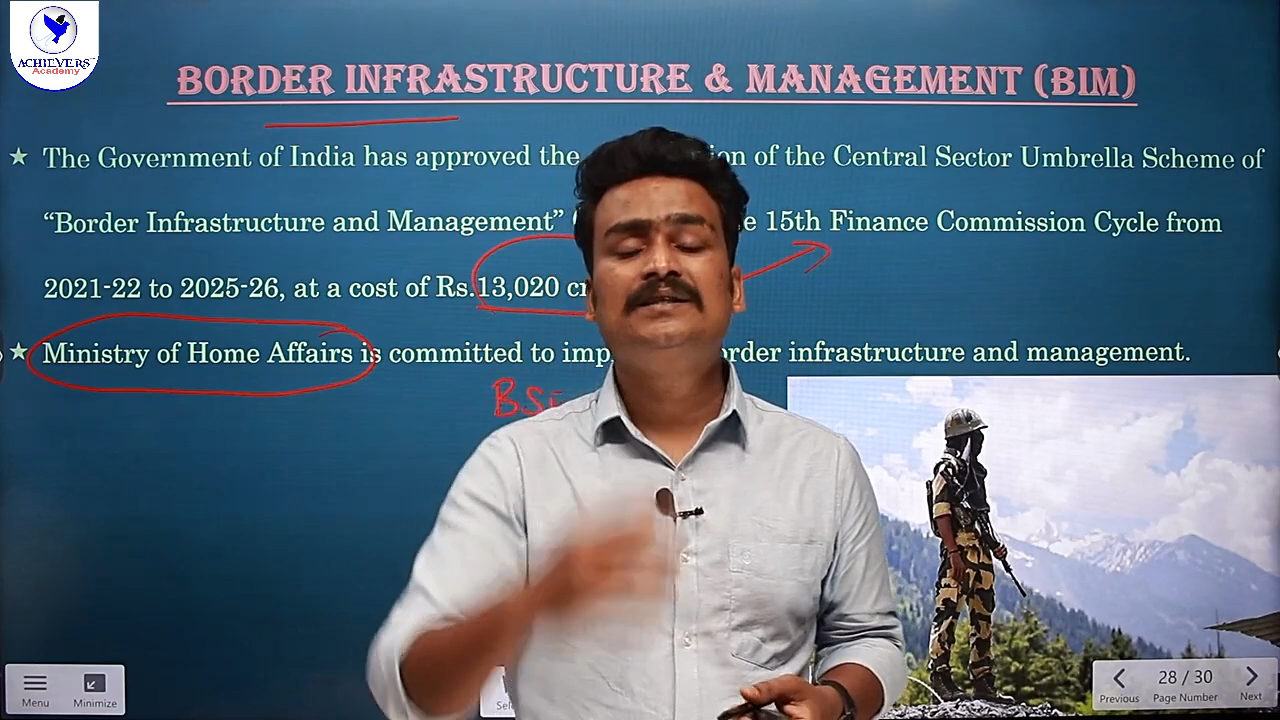 ACHIEVERS
Academy
BORDER INFRASTRUCTURE & MANAGEMENT (BIM)
★ The Government of India has approved the of the Central Sector Umbrella Scheme of
“Border Infrastructure and Management” 15th Finance Commission Cycle from
2021-22 to 2025-26, at a cost of Rs.13,020
★ Ministry of Home Affairs is committed to infrastructure and management.
Menu
Minimize
Previous
28 / 30
Page Number
Next